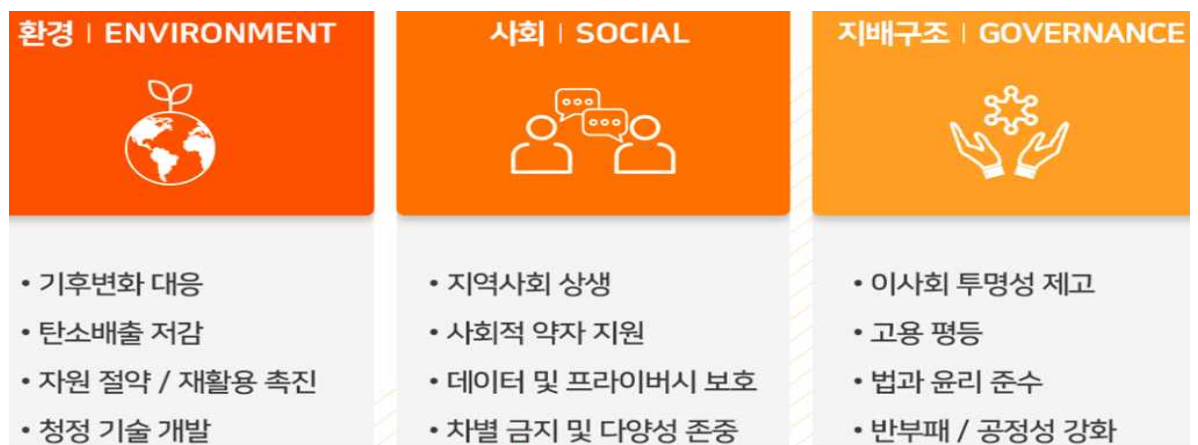 환경 | ENVIRONMENT
• 기후변화 대응
• 탄소배출 저감
• 자원 절약 / 재활용 촉진
• 청정 기술 개발
사회 | SOCIAL
• 지역사회 상생
• 사회적 약자 지원
• 데이터 및 프라이버시 보호
• 차별 금지 및 다양성 존중
지배구조 | GOVERNANCE
• 이사회 투명성 제고
• 고용 평등
• 법과 윤리 준수
• 반부패 / 공정성 강화